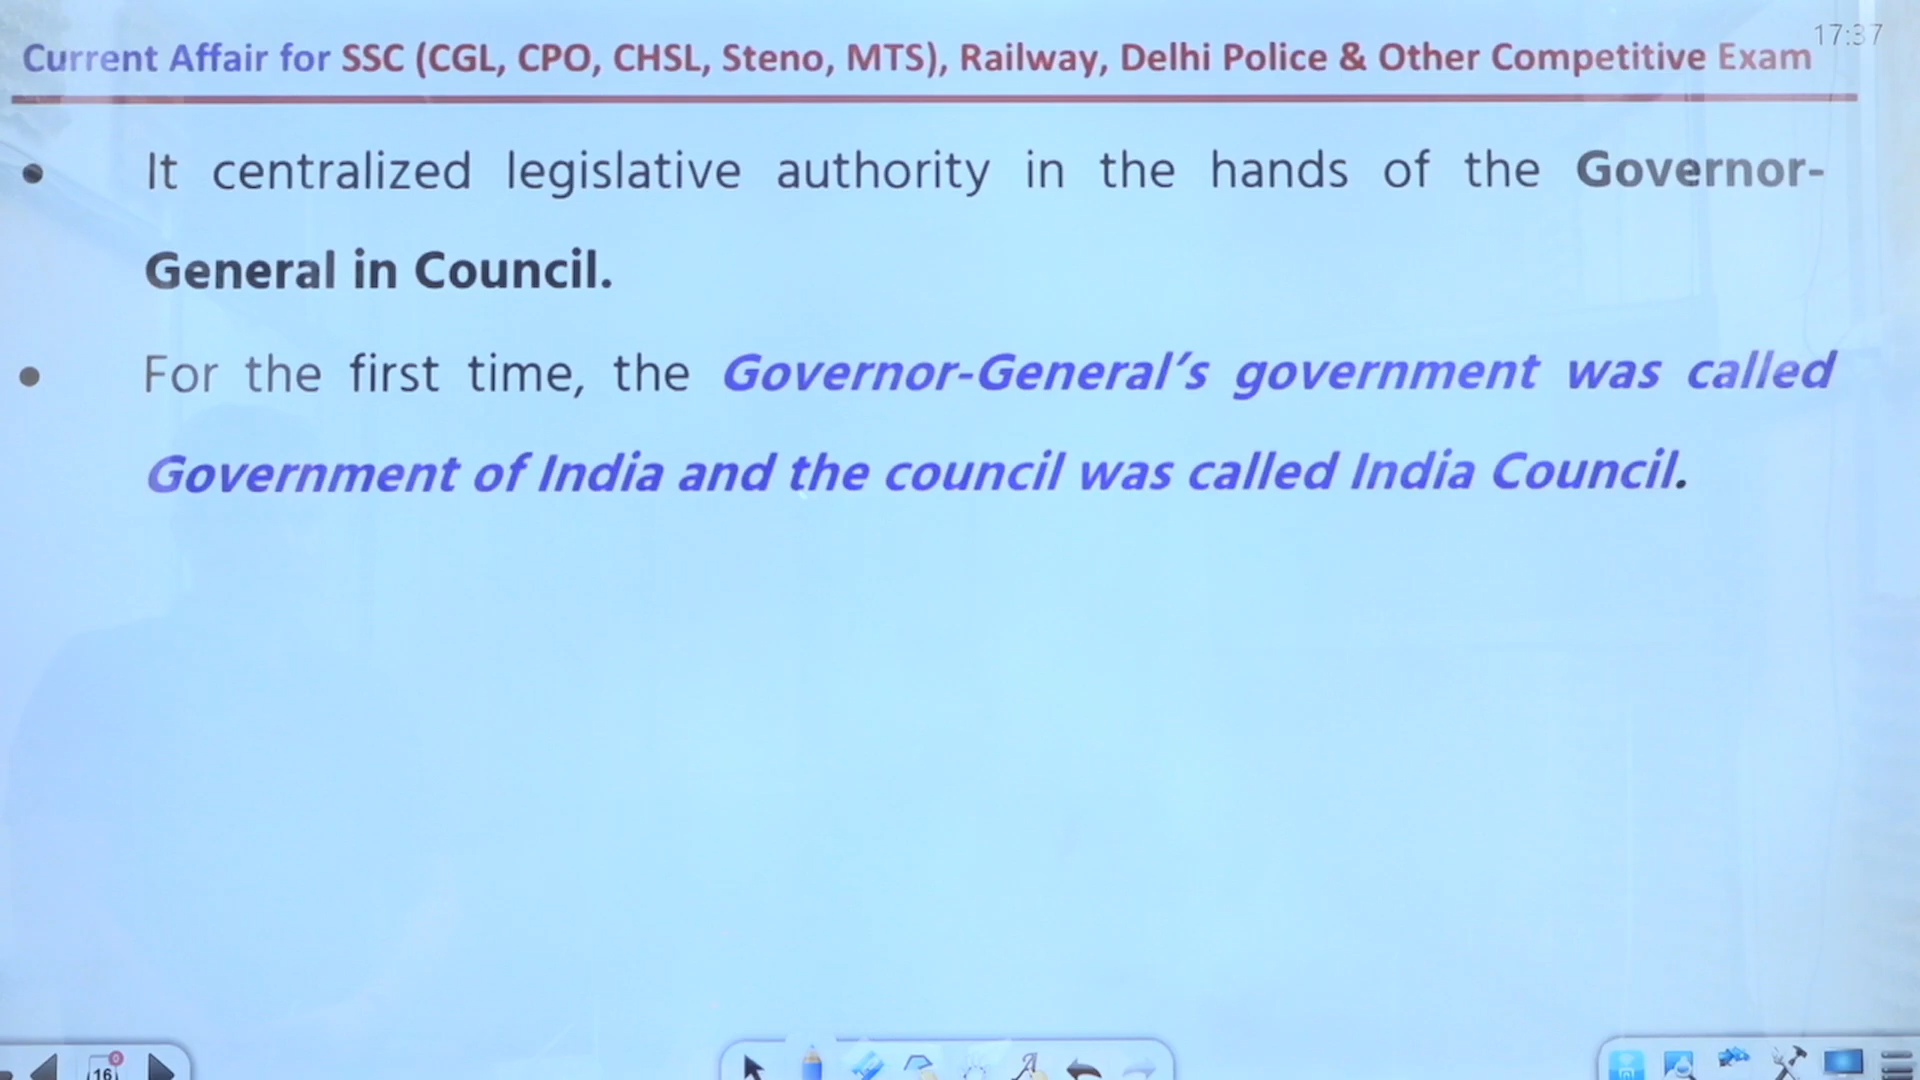 17:37
Current Affair for SSC (CGL, CPO, CHSL, Steno, MTS), Railway, Delhi Police & Other Competitive Exam
• It centralized legislative authority in the hands of the Governor-
General in Council.
• For the first time, the Governor-General’s government was called
Government of India and the council was called India Council.
0
16